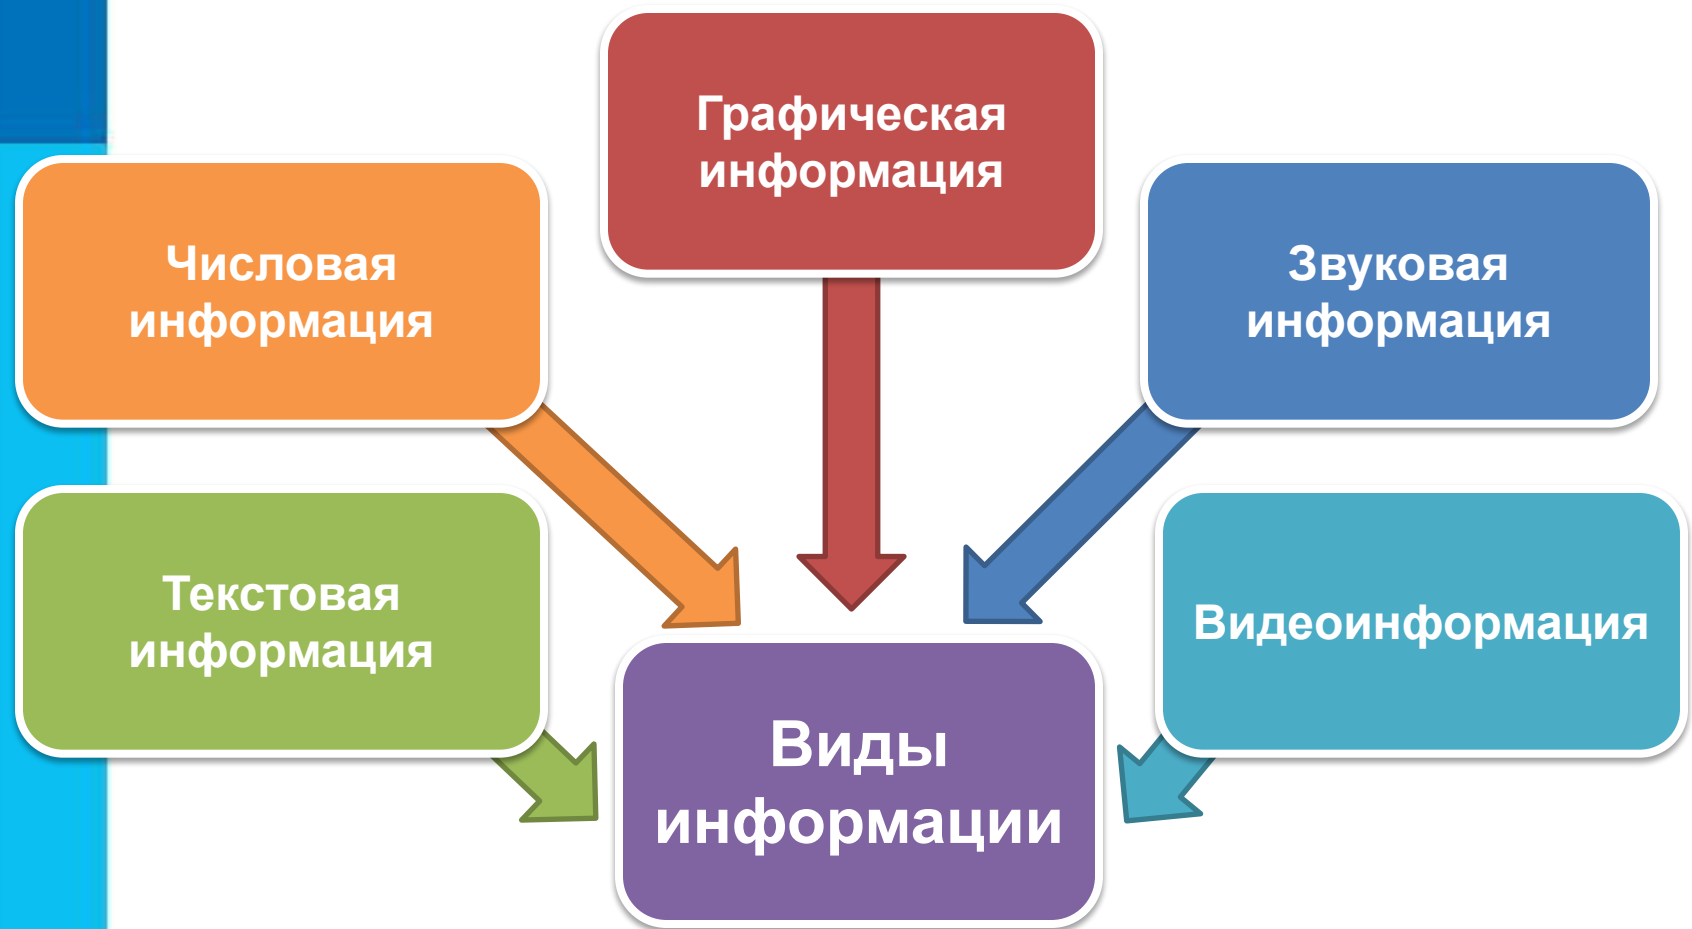 Графическая
информация
Числовая
информация
Звуковая
информация
Текстовая
информация
Видеоинформация
Виды
информации